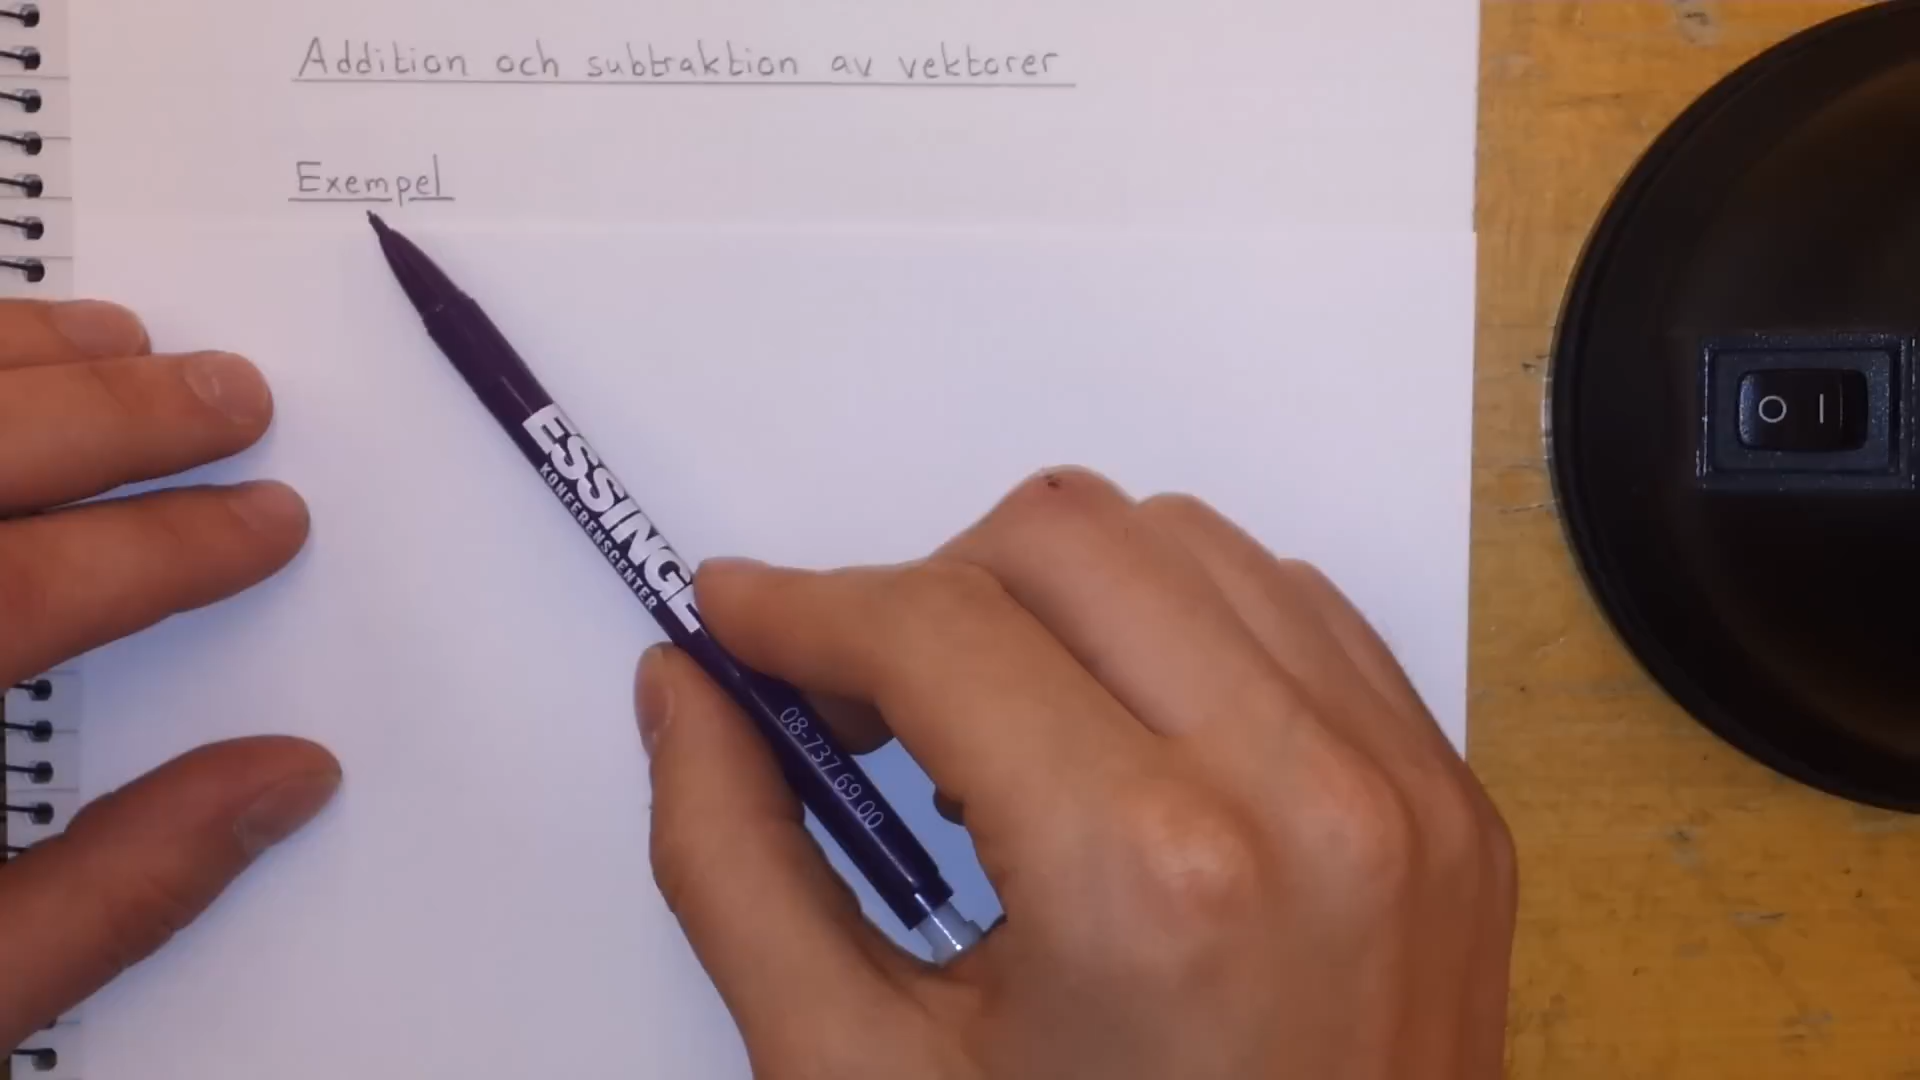 Addition och subtraktion av vektorer
Exempel
ESSINGE
KONFERENSCENTER
08-737 69 00
O I